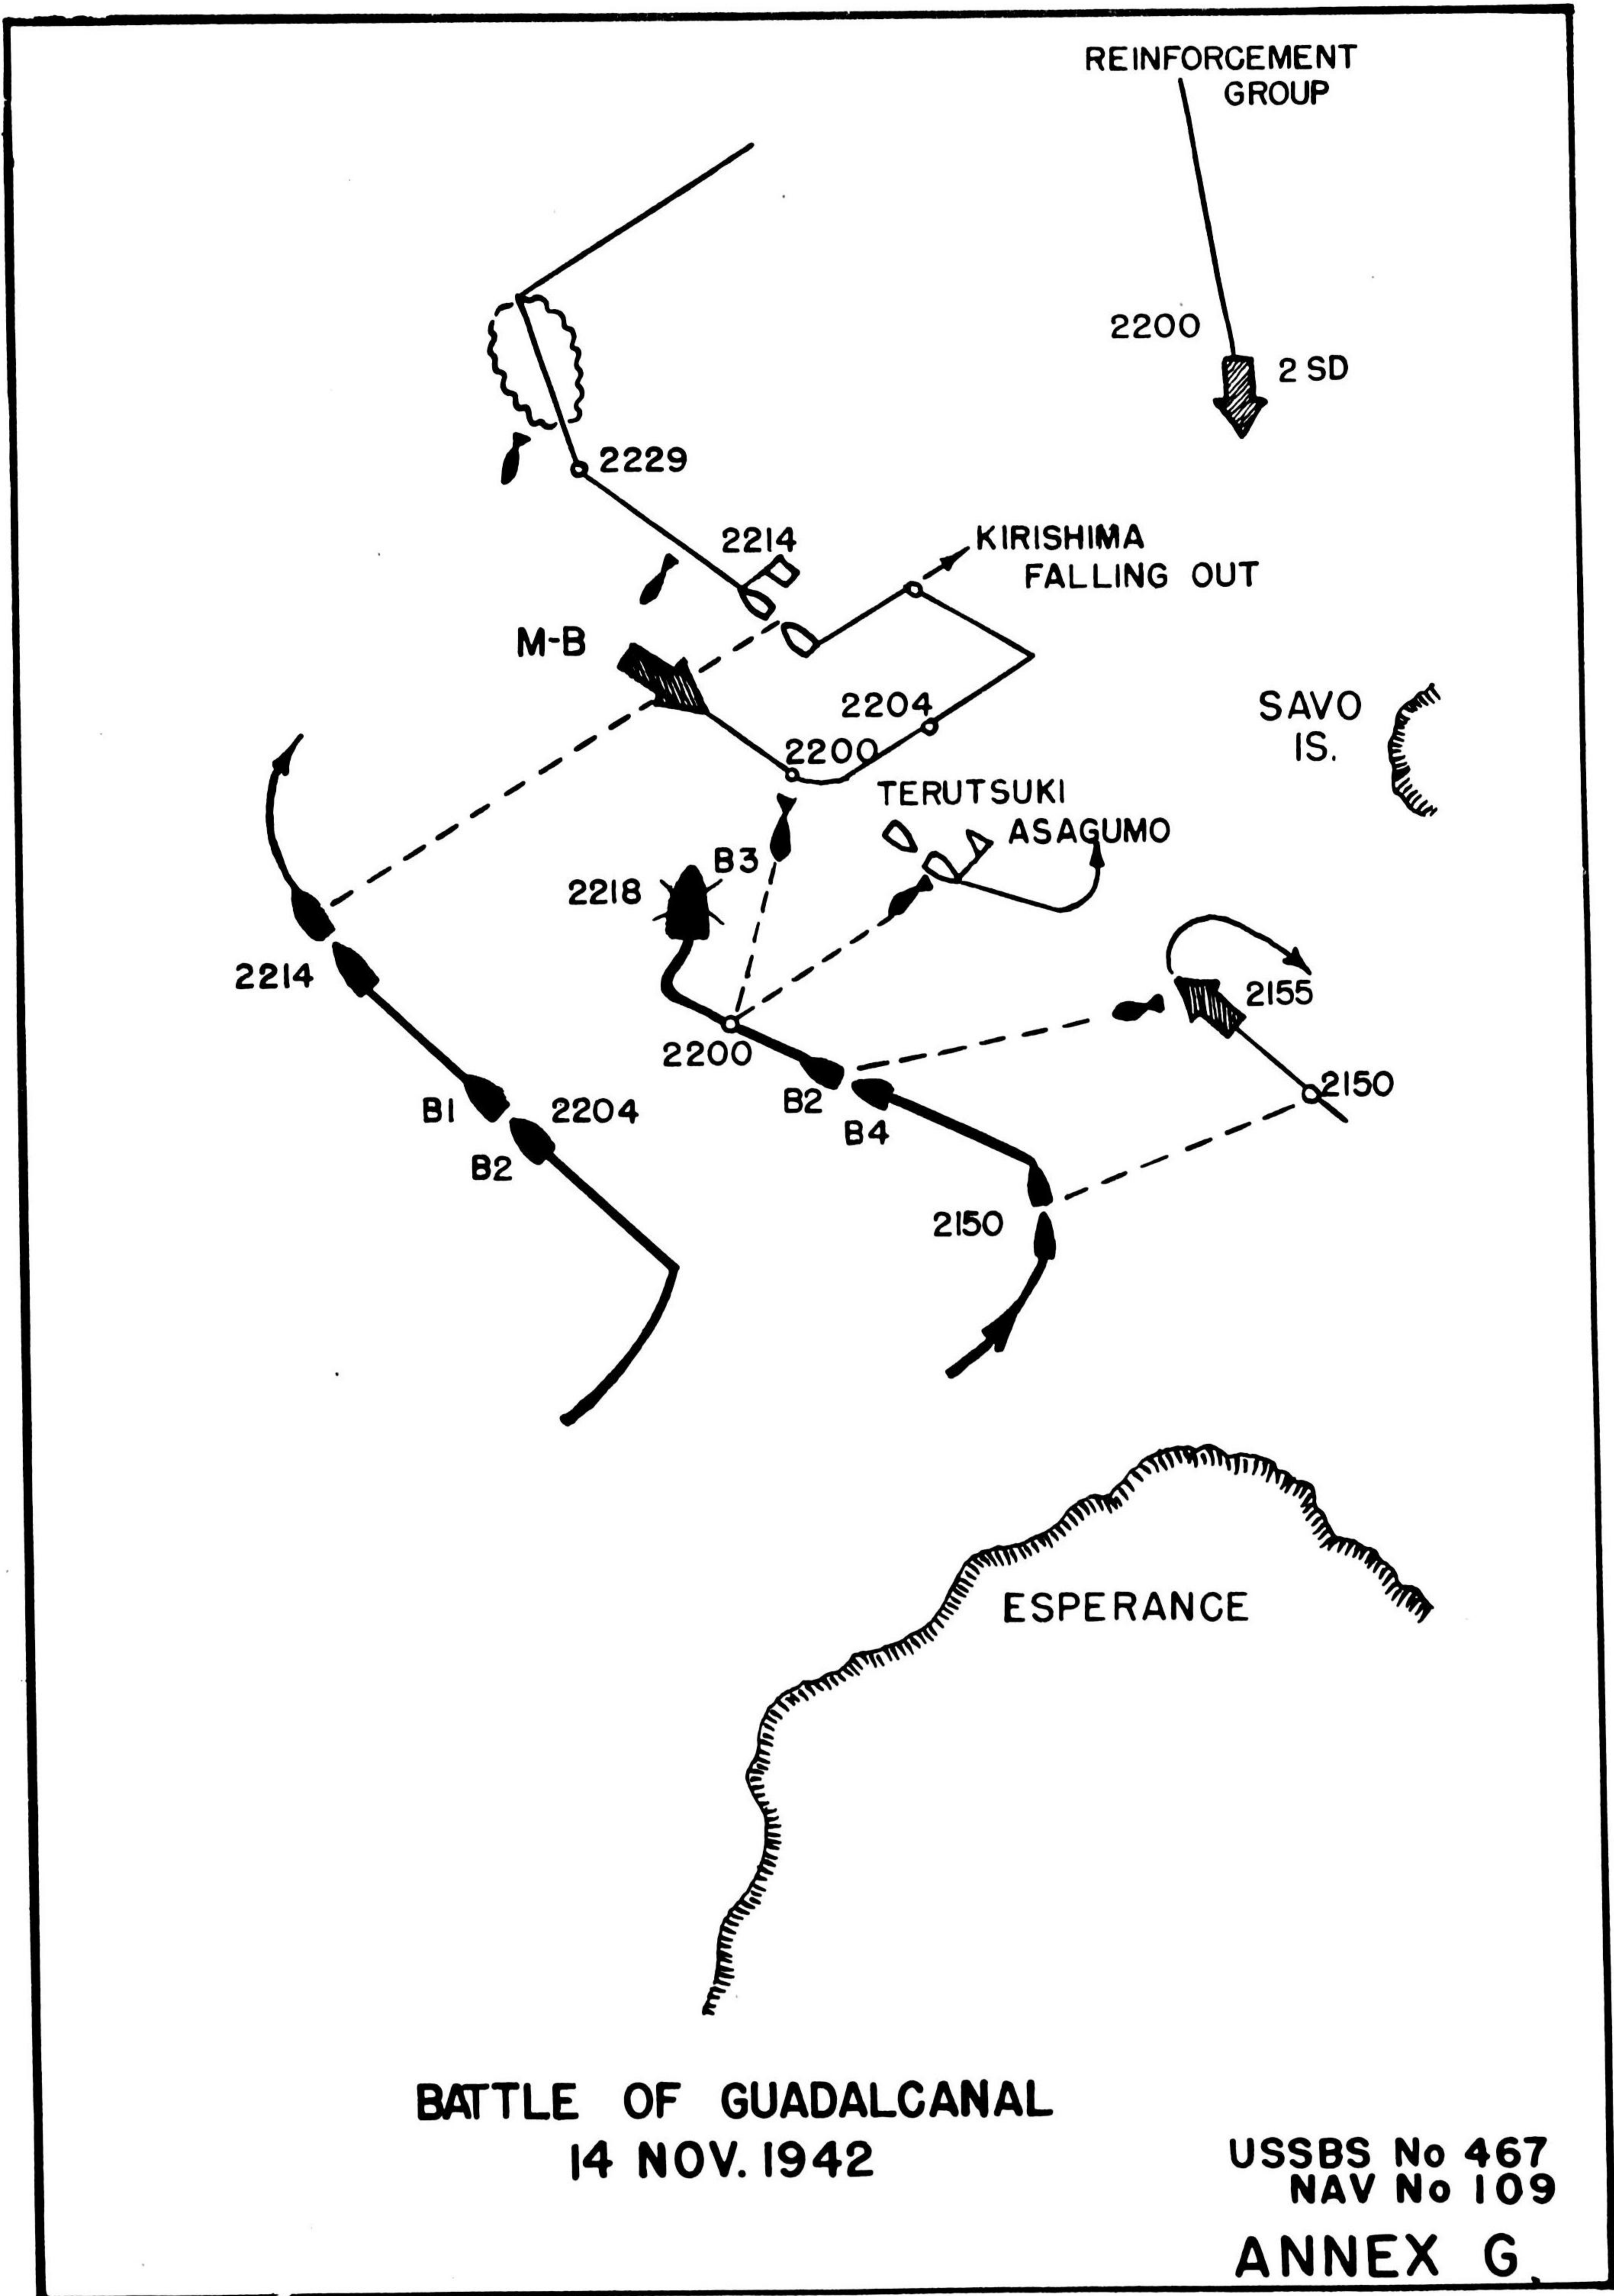 REINFORCEMENT
GROUP
2200
2 SD
2229
2214
KIRISHIMA
FALLING OUT
M-B
2204
SAVO
IS.
2200
TERUTSUKI
ASAGUMO
B3
2218
2214
2155
2200
2150
B2
B1
2204
B4
B2
2150
ESPERANCE
BATTLE OF GUADALCANAL
14 NOV. 1942
USSBS No 467
NAV No 109
ANNEX G